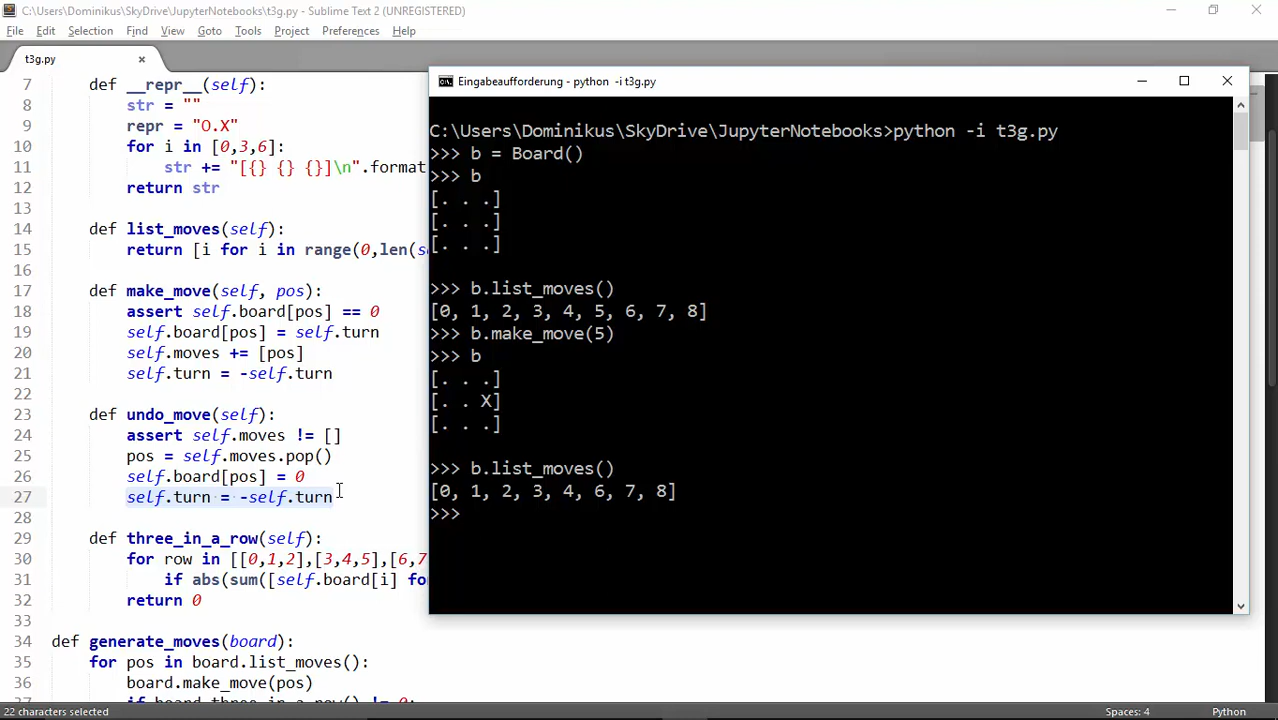 C:\Users\Dominikus\SkyDrive\JupyterNotebooks\t3g.py - Sublime Text 2 (UNREGISTERED)
File Edit Selection Find View Goto Tools Project Preferences Help
t3g.py
7 def __repr__(self):
8 str = ""
9 repr = "O.X"
10 for i in [0,3,6]:
11 str += "[{} {} {}]\n".format
12 return str
13
14 def list_moves(self):
15 return [i for i in range(0,len(s
16
17 def make_move(self, pos):
18 assert self.board[pos] == 0
19 self.board[pos] = self.turn
20 self.moves += [pos]
21 self.turn = -self.turn
22
23 def undo_move(self):
24 assert self.moves != []
25 pos = self.moves.pop()
26 self.board[pos] = 0
27 self.turn = -self.turn
28
29 def three_in_a_row(self):
30 for row in [[0,1,2],[3,4,5],[6,7
31 if abs(sum([self.board[i] for
32 return 0
33
34 def generate_moves(board):
35 for pos in board.list_moves():
36 board.make_move(pos)
37 if board.three_in_a_row() != 0:
22 characters selected
Spaces: 4
Python
Eingabeaufforderung - python -i t3g.py
C:\Users\Dominikus\SkyDrive\JupyterNotebooks>python -i t3g.py
>>> b = Board()
>>> b
[. . .]
[. . .]
[. . .]
>>> b.list_moves()
[0, 1, 2, 3, 4, 5, 6, 7, 8]
>>> b.make_move(5)
>>> b
[. . .]
[. . X]
[. . .]
>>> b.list_moves()
[0, 1, 2, 3, 4, 6, 7, 8]
>>>